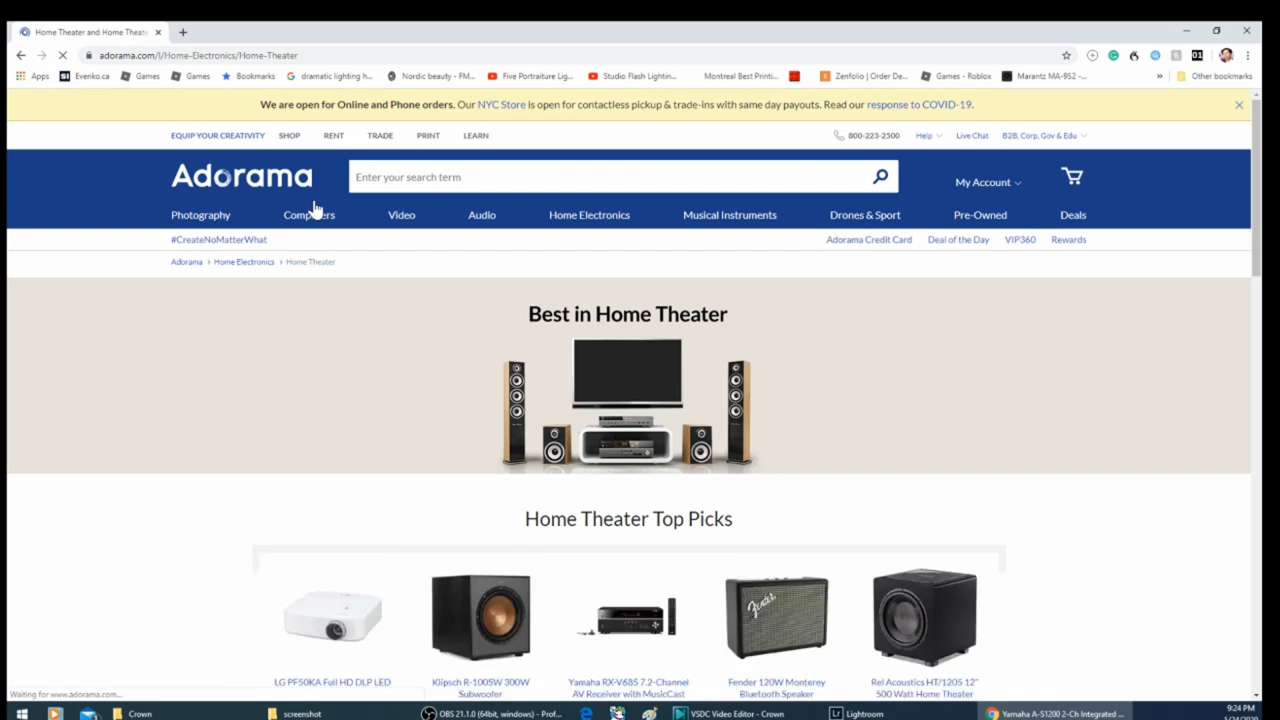 Home Theater and Home Theate
adorama.com/l/Home-Electronics/Home-Theater
Apps Evenko.ca Games Games Bookmarks dramatic lighting h... Nordic beauty - FM... Five Portraiture Lig... Studio Flash Lightin... Montreal Best Printi... Zenfolio | Order De... Games - Roblox Marantz MA-9S2 -... » Other bookmarks
We are open for Online and Phone orders. Our NYC Store is open for contactless pickup & trade-ins with same day payouts. Read our response to COVID-19.
EQUIP YOUR CREATIVITY SHOP RENT TRADE PRINT LEARN 800-223-2500 Help Live Chat B2B, Corp, Gov & Edu
Adorama Enter your search term My Account
Photography Computers Video Audio Home Electronics Musical Instruments Drones & Sport Pre-Owned Deals
#CreateNoMatterWhat Adorama Credit Card Deal of the Day VIP360 Rewards
Adorama › Home Electronics › Home Theater
Best in Home Theater
Home Theater Top Picks
Fender
LG PF50KA Full HD DLP LED Klipsch R-100SW 300W Yamaha RX-V685 7.2-Channel Fender 120W Monterey Rel Acoustics HT/1205 12"
Subwoofer AV Receiver with MusicCast Bluetooth Speaker 500 Watt Home Theater
Waiting for www.adorama.com...
Crown screenshot OBS 21.1.0 (64bit, windows) - Prof... VSDC Video Editor - Crown Lightroom Yamaha A-S1200 2-Ch Integrated ... 9:24 PM